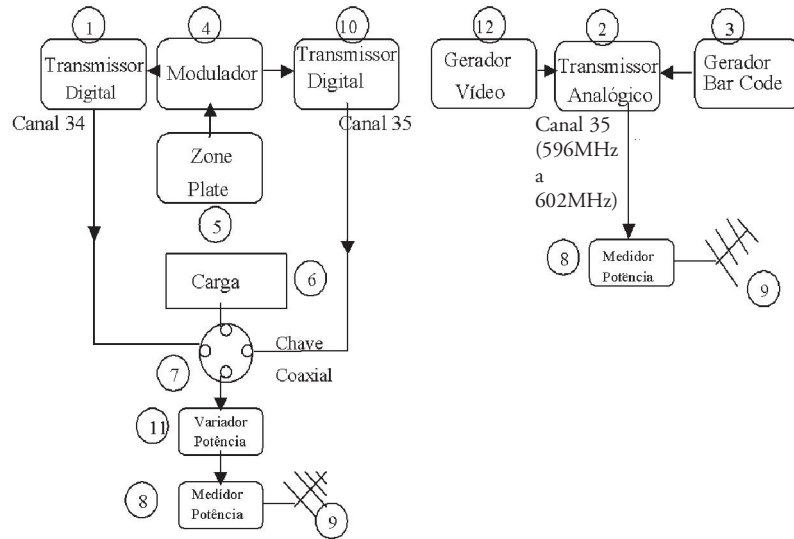 1
Transmissor
Digital
Canal 34
4
Modulador
10
Transmissor
Digital
Canal 35
Zone
Plate
5
Carga
6
Chave
Coaxial
7
11
Variador
Potência
8
Medidor
Potência
9
12
Gerador
Vídeo
2
Transmissor
Analógico
3
Gerador
Bar Code
Canal 35
(596MHz
a
602MHz)
8
Medidor
Potência
9